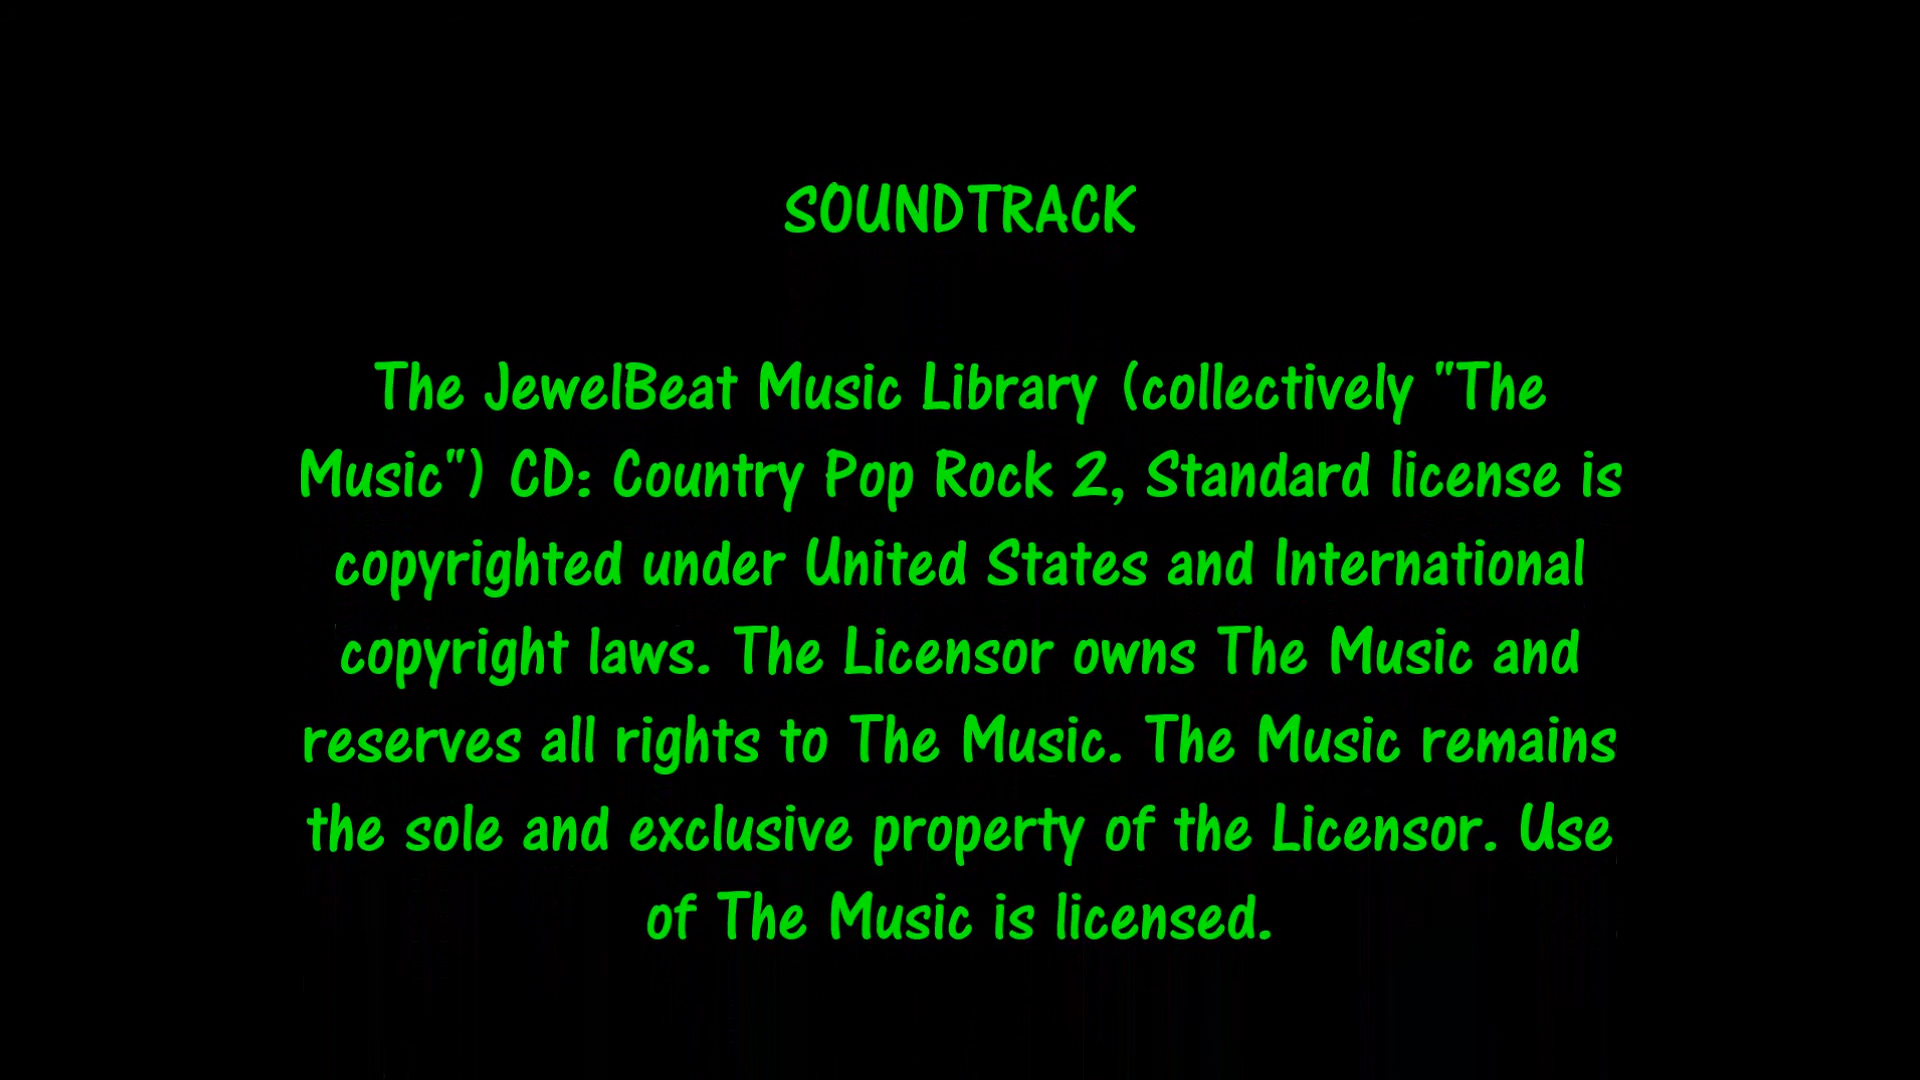 SOUNDTRACK
The JewelBeat Music Library (collectively "The
Music") CD: Country Pop Rock 2, Standard license is
copyrighted under United States and International
copyright laws. The Licensor owns The Music and
reserves all rights to The Music. The Music remains
the sole and exclusive property of the Licensor. Use
of The Music is licensed.